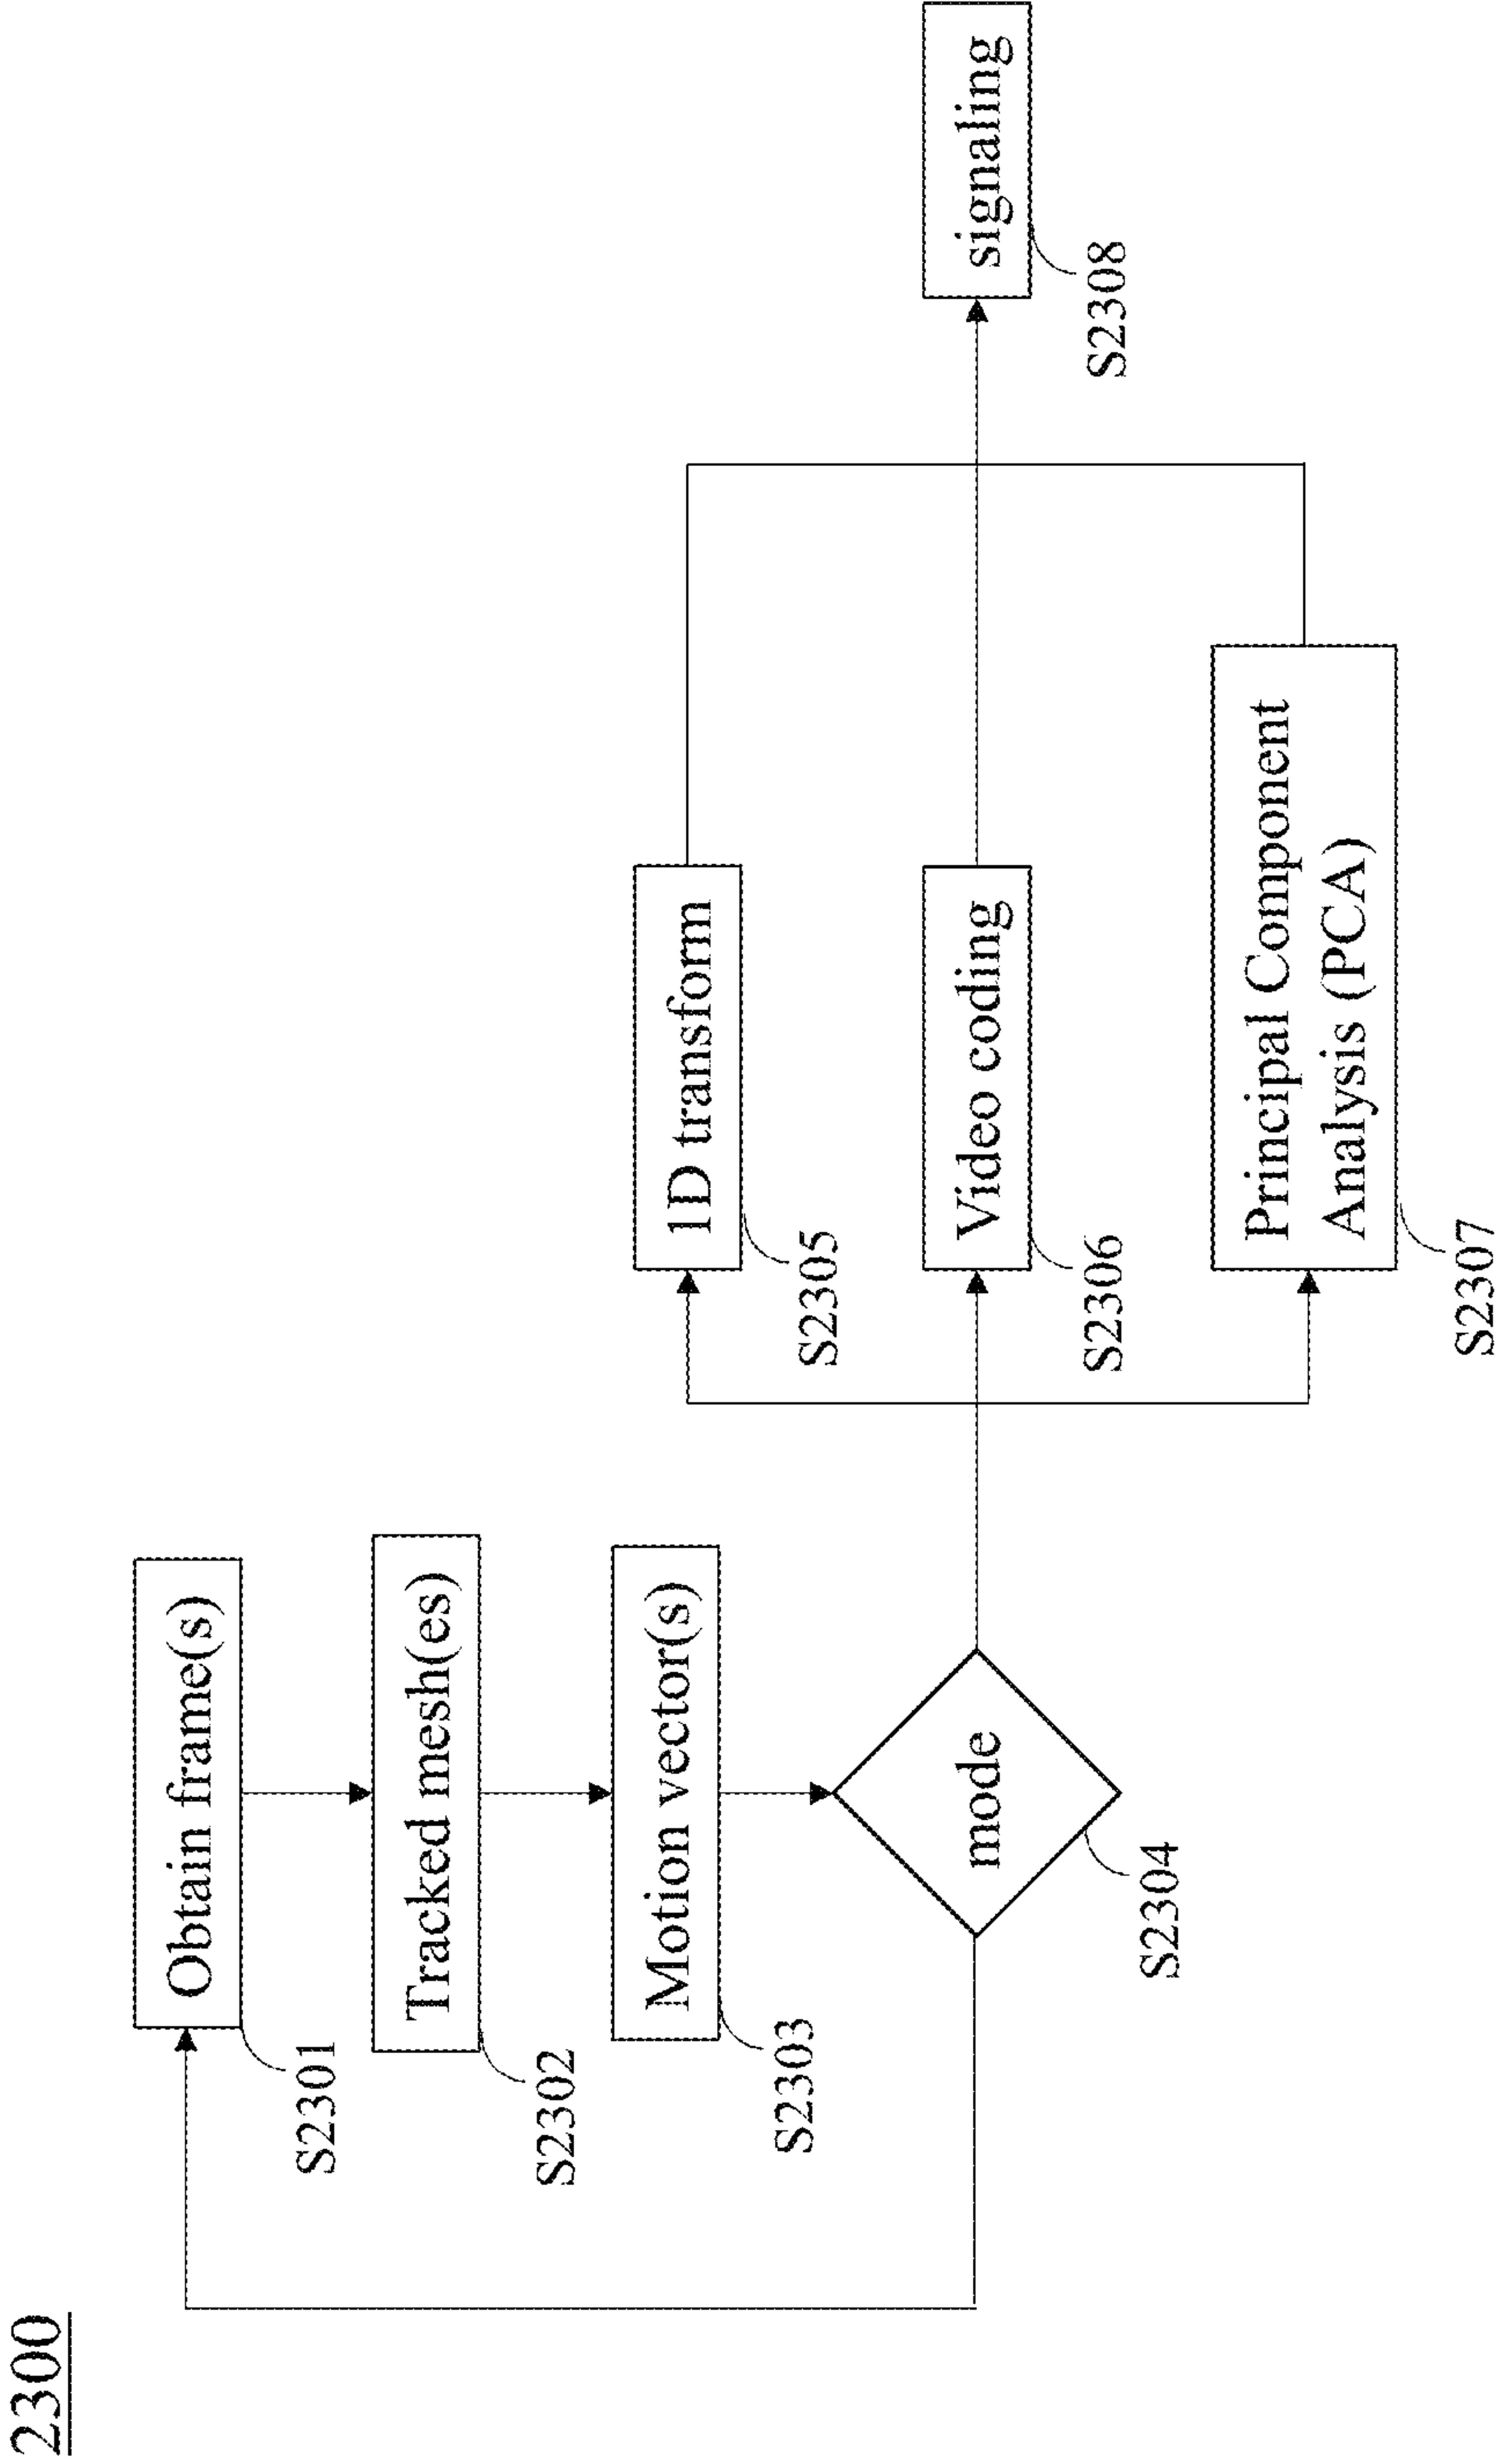 2300
Obtain frame(s)
S2301
Tracked mesh(es)
S2302
Motion vector(s)
S2303
mode
S2304
1D transform
S2305
Video coding
S2306
Principal Component
Analysis (PCA)
S2307
signaling
S2308